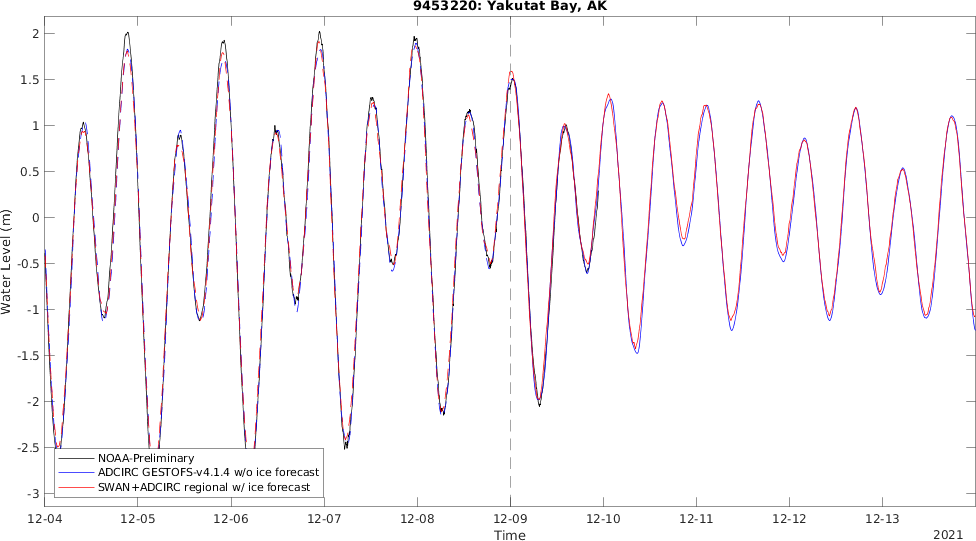 9453220: Yakutat Bay, AK
2
1.5
1
0.5
0
-0.5
-1
-1.5
-2
-2.5
-3
Water Level (m)
NOAA-Preliminary
ADCIRC GESTOFS-v4.1.4 w/o ice forecast
SWAN+ADCIRC regional w/ ice forecast
12-04 12-05 12-06 12-07 12-08 12-09 12-10 12-11 12-12 12-13
Time
2021